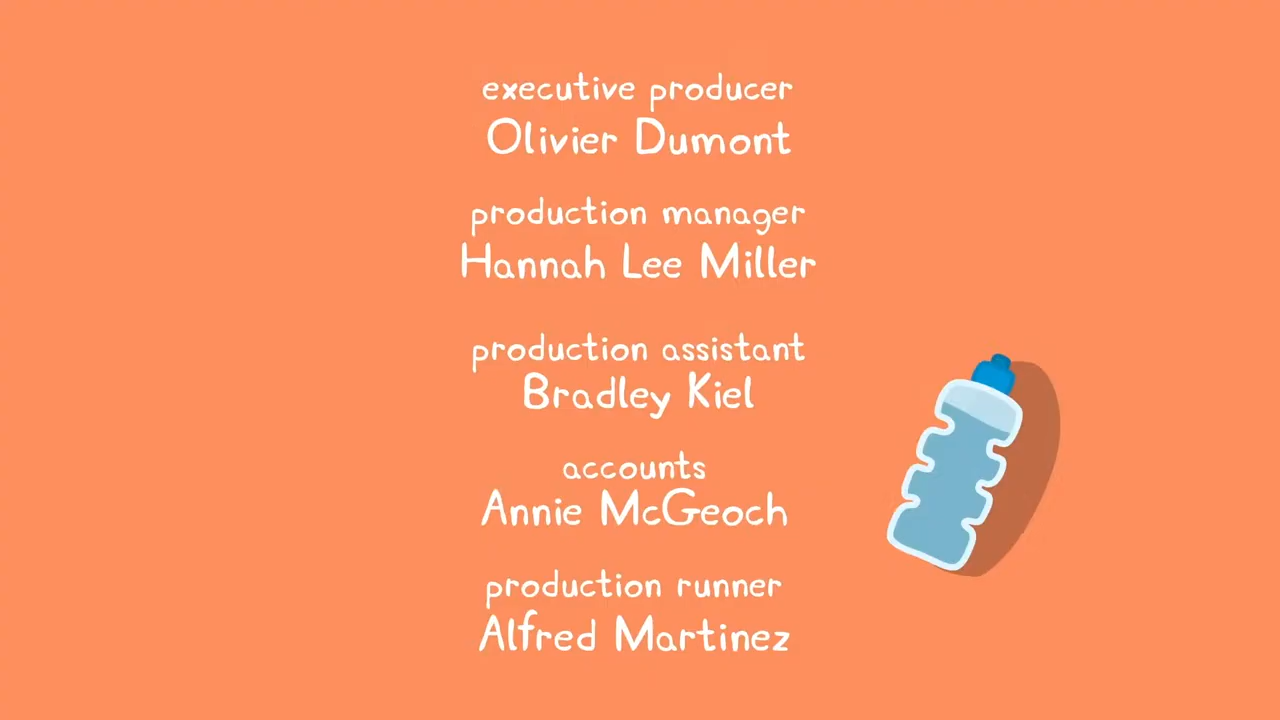 executive producer
Olivier Dumont
production manager
Hannah Lee Miller
production assistant
Bradley Kiel
accounts
Annie McGeoch
production runner
Alfred Martinez